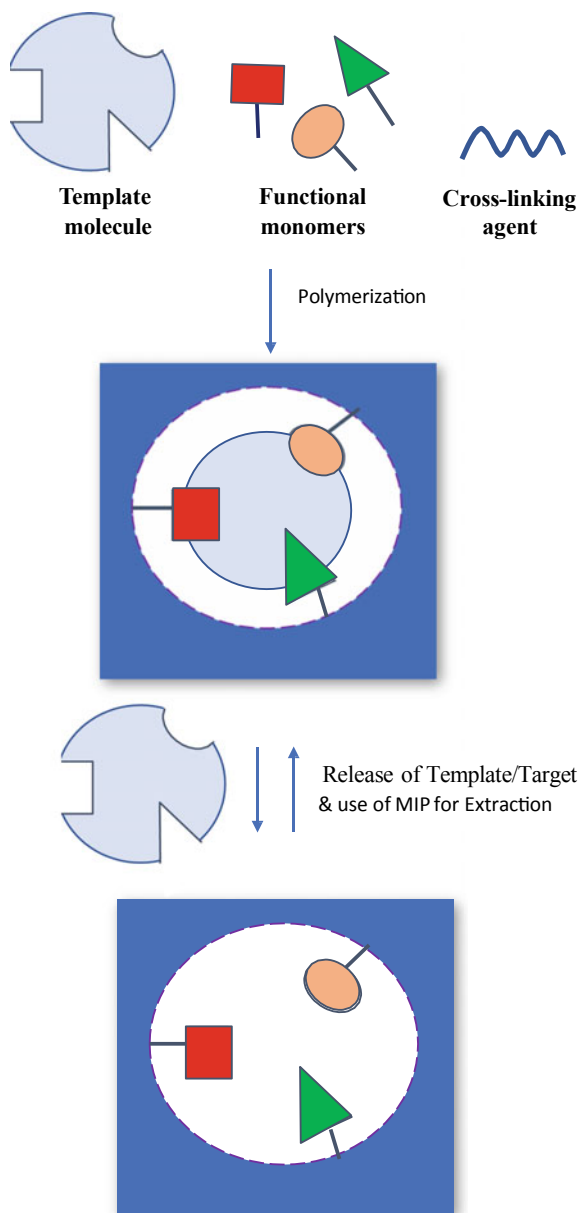 Template
molecule
Functional
monomers
Cross-linking
agent
Polymerization
Release of Template/Target
& use of MIP for Extraction